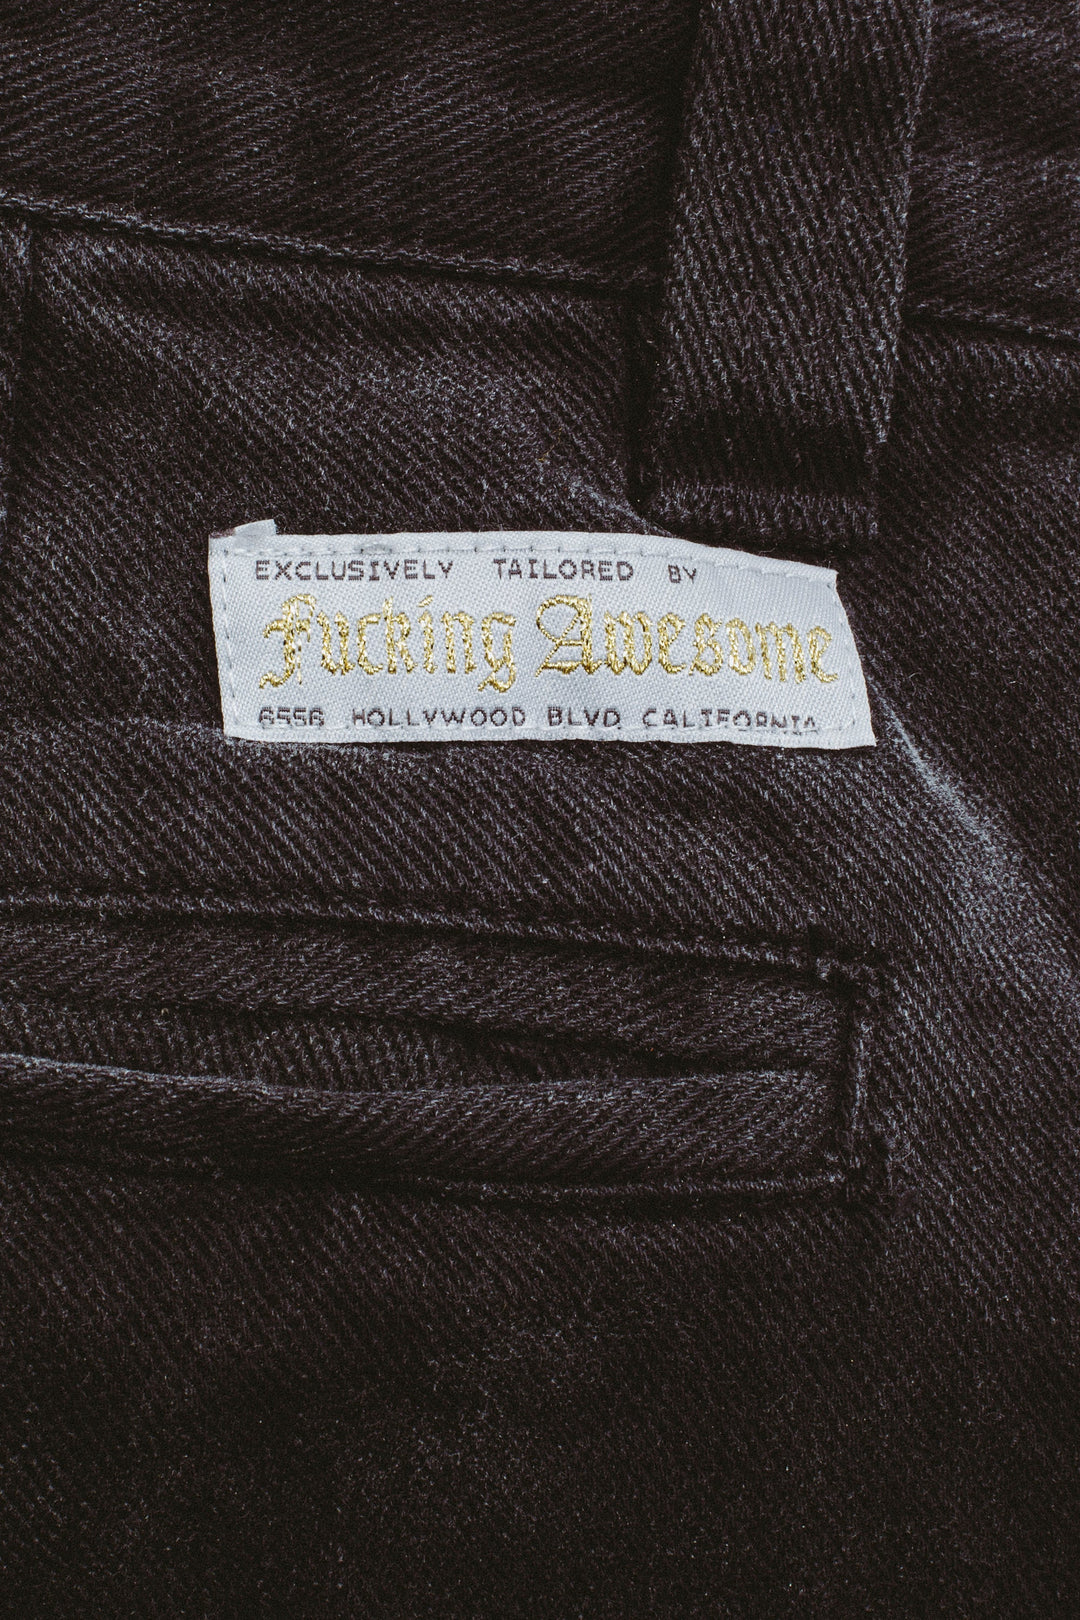 EXCLUSIVELY TAILORED BY
Fucking Awesome
6556 HOLLYWOOD BLVD. CALIFORNIA